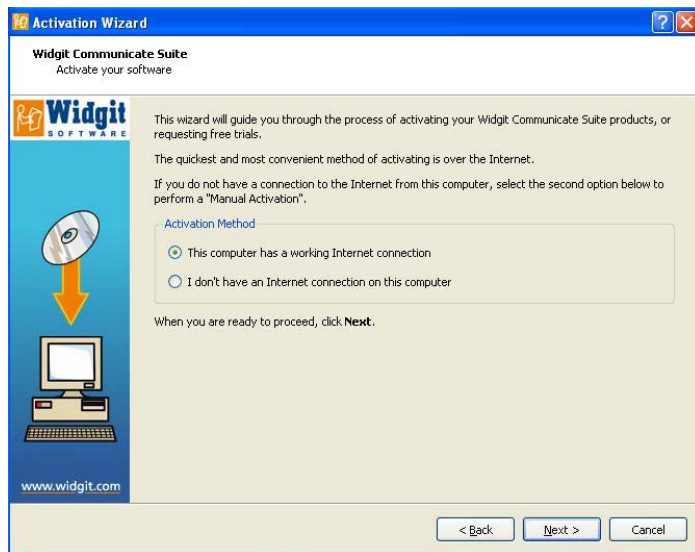 Activation Wizard
Widgit Communicate Suite
Activate your software
Widgit
SOFTWARE
This wizard will guide you through the process of activating your Widgit Communicate Suite products, or
requesting free trials.
The quickest and most convenient method of activating is over the Internet.
If you do not have a connection to the Internet from this computer, select the second option below to
perform a "Manual Activation".
Activation Method
This computer has a working Internet connection
I don't have an Internet connection on this computer
When you are ready to proceed, click Next.
www.widgit.com
< Back
Next >
Cancel